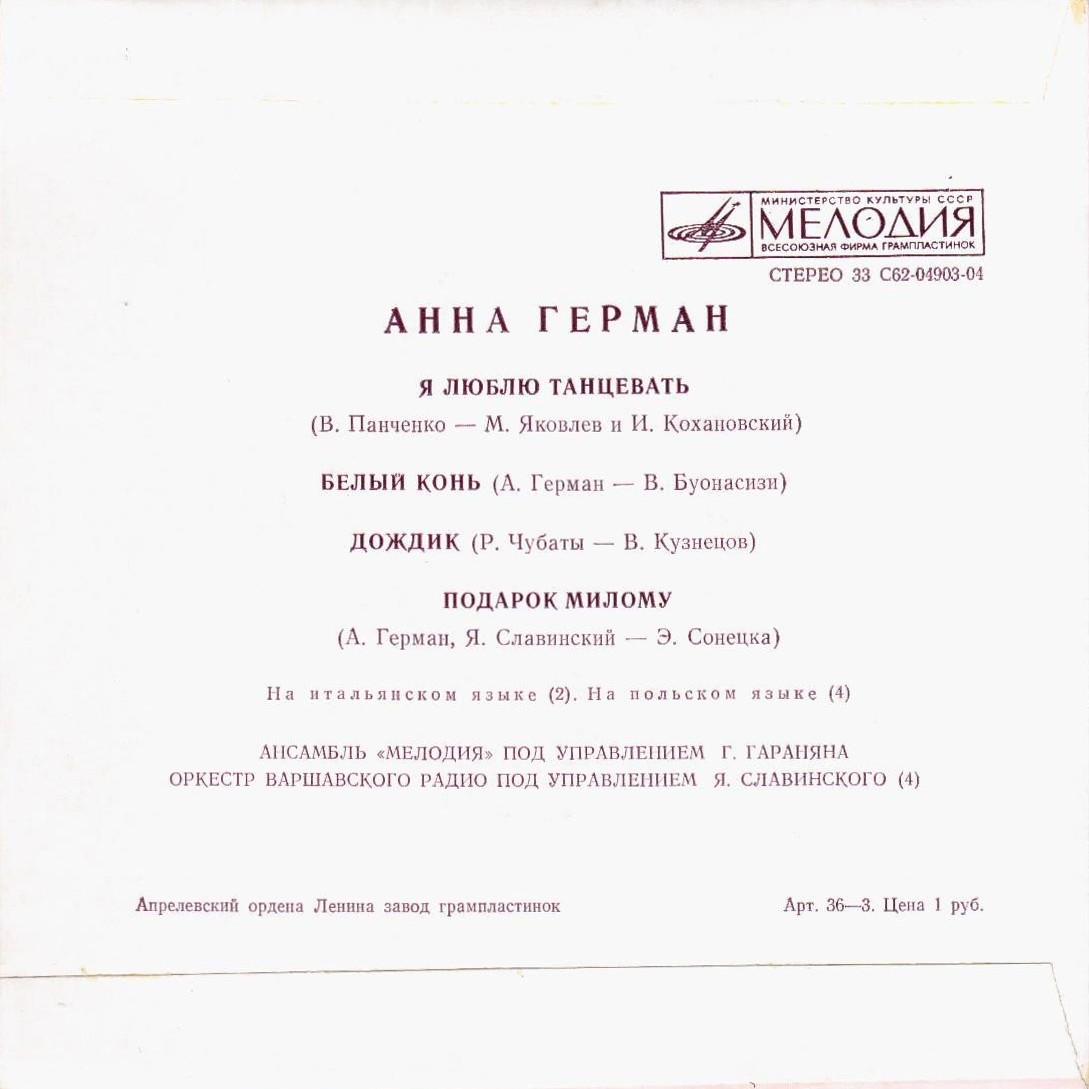 МИНИСТЕРСТВО КУЛЬТУРЫ СССР
МЕЛОДИЯ
ВСЕСОЮЗНАЯ ФИРМА ГРАМПЛАСТИНОК
СТЕРЕО 33 С62-04903-04
АННА ГЕРМАН
Я ЛЮБЛЮ ТАНЦЕВАТЬ
(В. Панченко — М. Яковлев и И. Кохановский)
БЕЛЫЙ КОНЬ (А. Герман — В. Буонасизи)
ДОЖДИК (Р. Чубаты — В. Кузнецов)
ПОДАРОК МИЛОМУ
(А. Герман, Я. Славинский — Э. Сонецка)
На итальянском языке (2). На польском языке (4)
АНСАМБЛЬ «МЕЛОДИЯ» ПОД УПРАВЛЕНИЕМ Г. ГАРАНЯНА
ОРКЕСТР ВАРШАВСКОГО РАДИО ПОД УПРАВЛЕНИЕМ Я. СЛАВИНСКОГО (4)
Апрелевский ордена Ленина завод грампластинок
Арт. 36—3. Цена 1 руб.